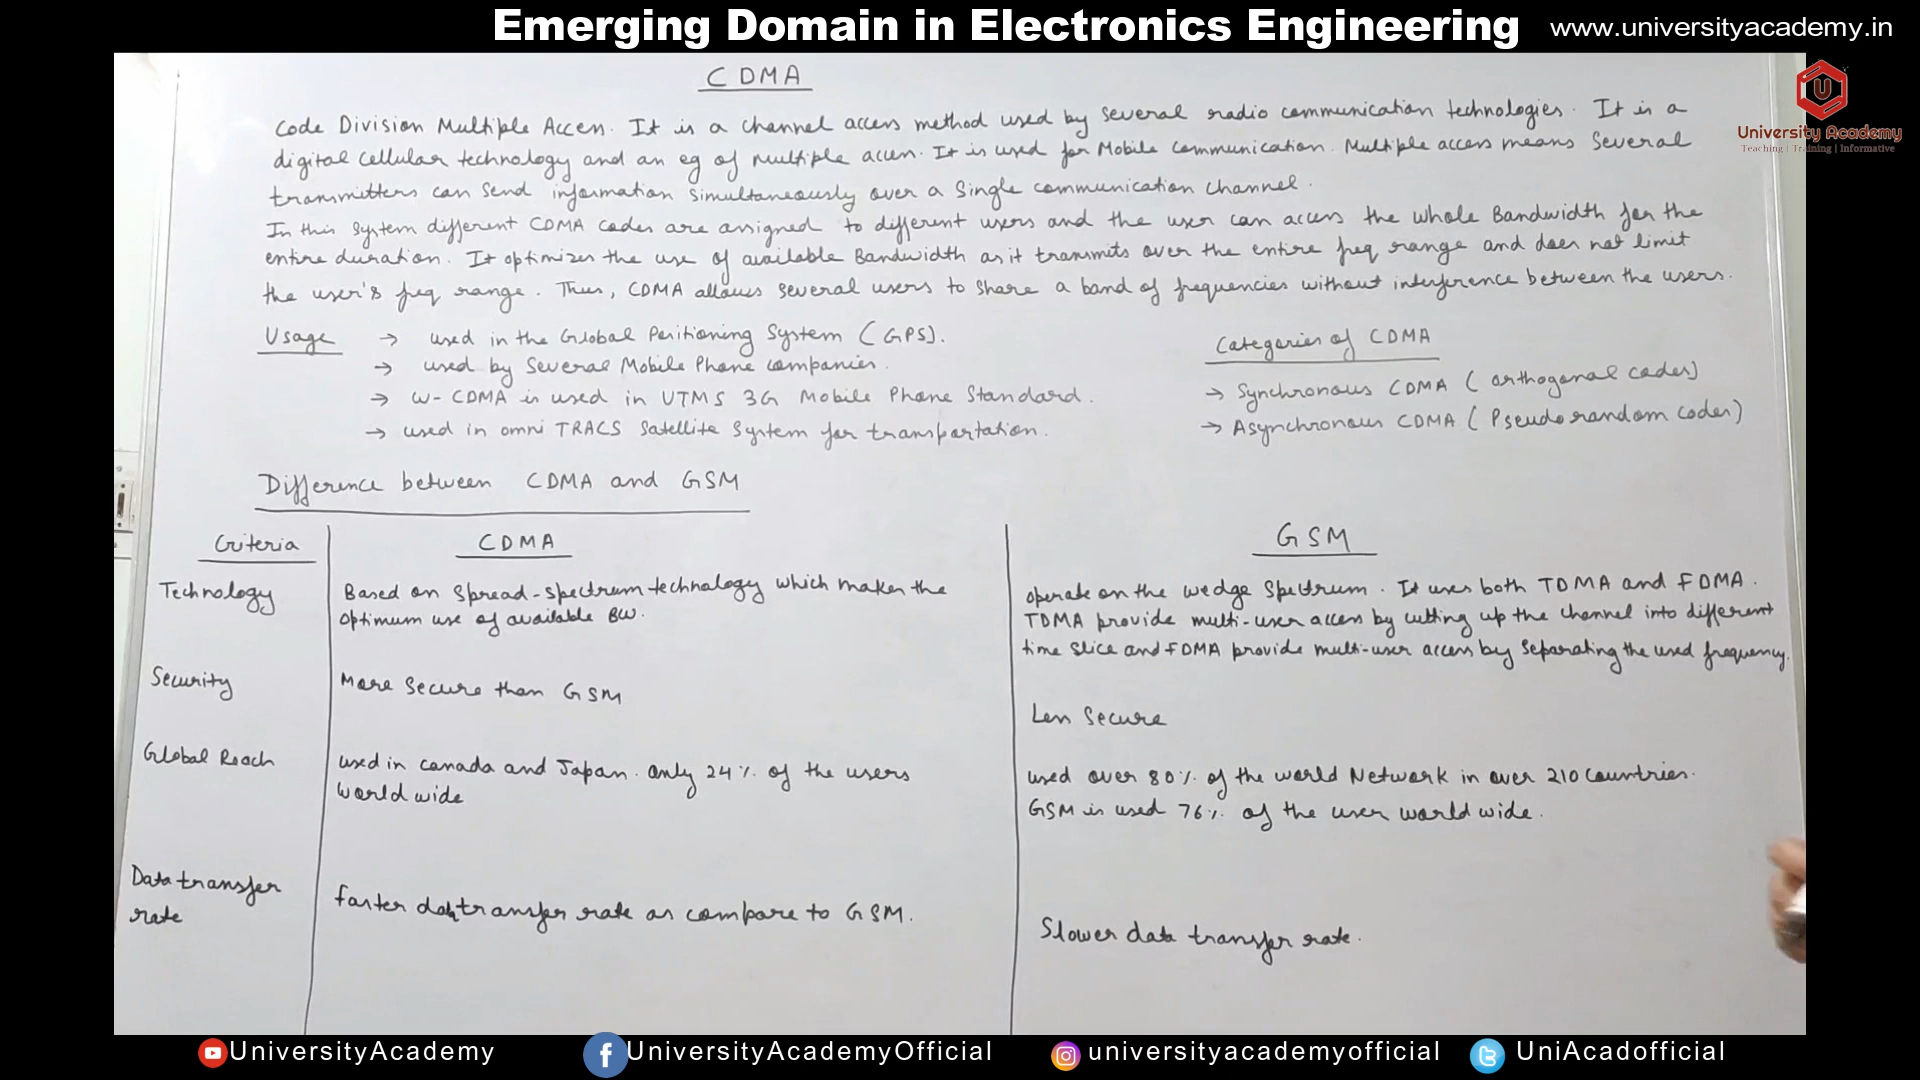 Emerging Domain in Electronics Engineering
www.universityacademy.in
University Academy
Teaching | Training | Informative
CDMA
Code Division Multiple Access. It is a channel access method used by several radio communication technologies. It is a
digital cellular technology and an eg of multiple access. It is used for Mobile Communication. Multiple access means several
transmitters can send information simultaneously over a single communication channel.
In this system different CDMA codes are assigned to different users and the user can access the whole Bandwidth for the
entire duration. It optimizes the use of available Bandwidth as it transmits over the entire freq range and does not limit
the user's freq range. Thus, CDMA allows several users to share a band of frequencies without interference between the users.
Usage → used in the Global Positioning System (GPS).
→ used by several Mobile Phone companies.
→ W-CDMA is used in UTMS 3G Mobile Phone Standard.
→ used in omni TRACS satellite system for transportation.
Categories of CDMA
→ Synchronous CDMA (orthogonal codes)
→ Asynchronous CDMA (Pseudorandom codes)
Difference between CDMA and GSM
Criteria CDMA GSM
Technology
Based on spread-spectrum technology which makes the
optimum use of available BW.
operate on the wedge spectrum. It uses both TDMA and FDMA.
TDMA provide multi-user access by cutting up the channel into different
time slice and FDMA provide multi-user access by separating the used frequency.
Security
More secure than GSM
Less secure
Global Reach
used in canada and Japan. only 24% of the users
world wide
used over 80% of the world Network in over 210 countries.
GSM is used 76% of the user world wide.
Data transfer
rate
faster data transfer rate as compare to GSM.
Slower data transfer rate.
UniversityAcademy
UniversityAcademyOfficial
universityacademyofficial
UniAcadofficial